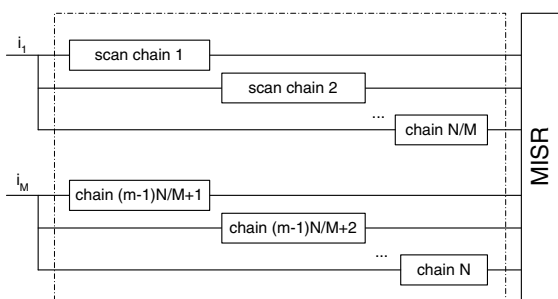 i1
scan chain 1
scan chain 2
...
chain N/M
iM
chain (m-1)N/M+1
chain (m-1)N/M+2
...
chain N
MISR